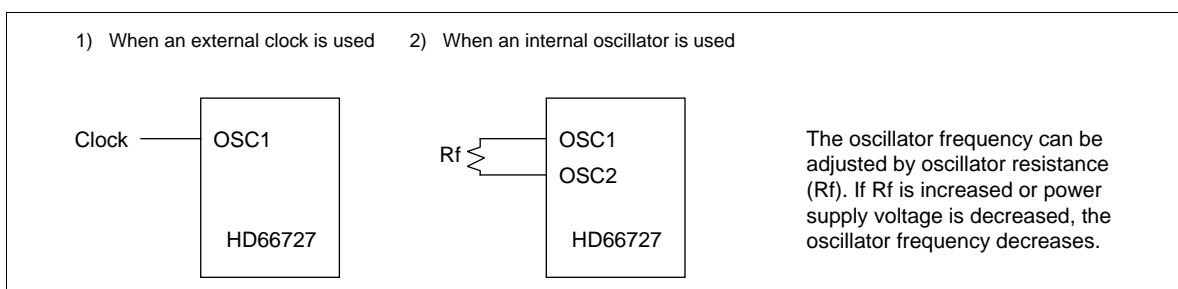 1) When an external clock is used
2) When an internal oscillator is used
Clock
OSC1
HD66727
Rf
OSC1
OSC2
HD66727
The oscillator frequency can be
adjusted by oscillator resistance
(Rf). If Rf is increased or power
supply voltage is decreased, the
oscillator frequency decreases.